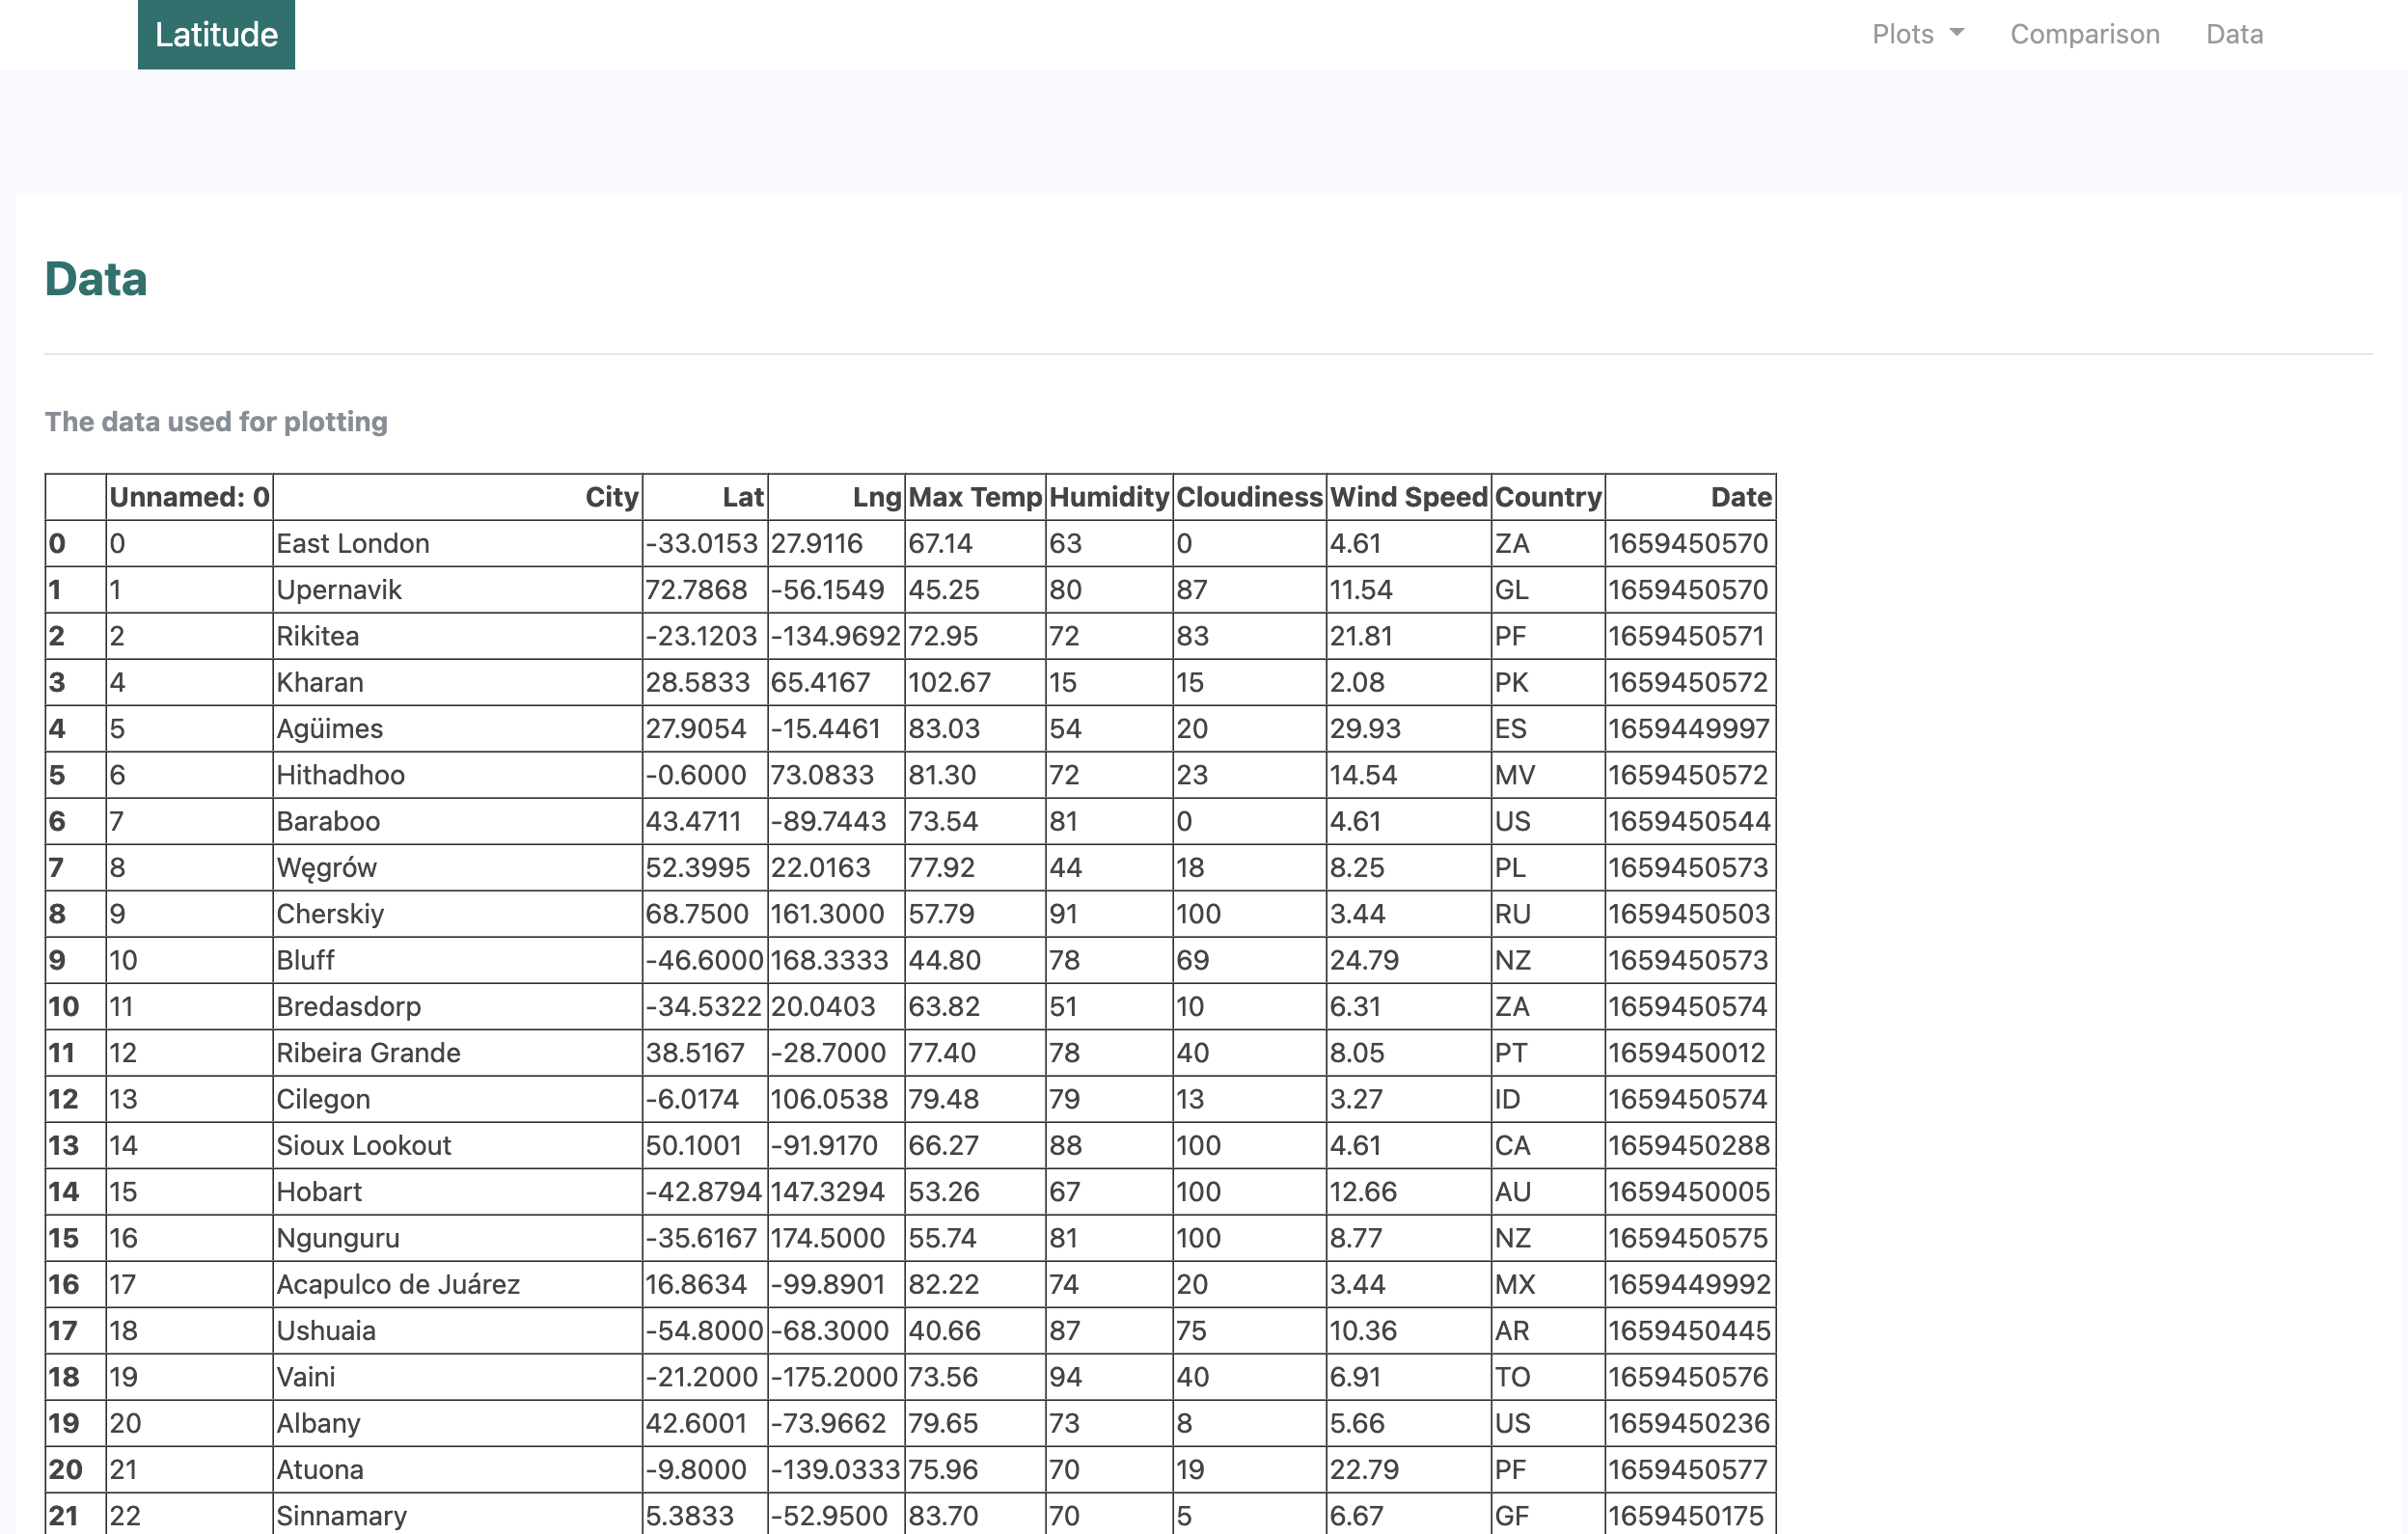 Latitude Plots Comparison Data
Data
The data used for plotting
Unnamed: 0 City Lat Lng Max Temp Humidity Cloudiness Wind Speed Country Date
0 0 East London -33.0153 27.9116 67.14 63 0 4.61 ZA 1659450570
1 1 Upernavik 72.7868 -56.1549 45.25 80 87 11.54 GL 1659450570
2 2 Rikitea -23.1203 -134.9692 72.95 72 83 21.81 PF 1659450571
3 4 Kharan 28.5833 65.4167 102.67 15 15 2.08 PK 1659450572
4 5 Agüimes 27.9054 -15.4461 83.03 54 20 29.93 ES 1659449997
5 6 Hithadhoo -0.6000 73.0833 81.30 72 23 14.54 MV 1659450572
6 7 Baraboo 43.4711 -89.7443 73.54 81 0 4.61 US 1659450544
7 8 Węgrów 52.3995 22.0163 77.92 44 18 8.25 PL 1659450573
8 9 Cherskiy 68.7500 161.3000 57.79 91 100 3.44 RU 1659450503
9 10 Bluff -46.6000 168.3333 44.80 78 69 24.79 NZ 1659450573
10 11 Bredasdorp -34.5322 20.0403 63.82 51 10 6.31 ZA 1659450574
11 12 Ribeira Grande 38.5167 -28.7000 77.40 78 40 8.05 PT 1659450012
12 13 Cilegon -6.0174 106.0538 79.48 79 13 3.27 ID 1659450574
13 14 Sioux Lookout 50.1001 -91.9170 66.27 88 100 4.61 CA 1659450288
14 15 Hobart -42.8794 147.3294 53.26 67 100 12.66 AU 1659450005
15 16 Ngunguru -35.6167 174.5000 55.74 81 100 8.77 NZ 1659450575
16 17 Acapulco de Juárez 16.8634 -99.8901 82.22 74 20 3.44 MX 1659449992
17 18 Ushuaia -54.8000 -68.3000 40.66 87 75 10.36 AR 1659450445
18 19 Vaini -21.2000 -175.2000 73.56 94 40 6.91 TO 1659450576
19 20 Albany 42.6001 -73.9662 79.65 73 8 5.66 US 1659450236
20 21 Atuona -9.8000 -139.0333 75.96 70 19 22.79 PF 1659450577
21 22 Sinnamary 5.3833 -52.9500 83.70 70 5 6.67 GF 1659450175